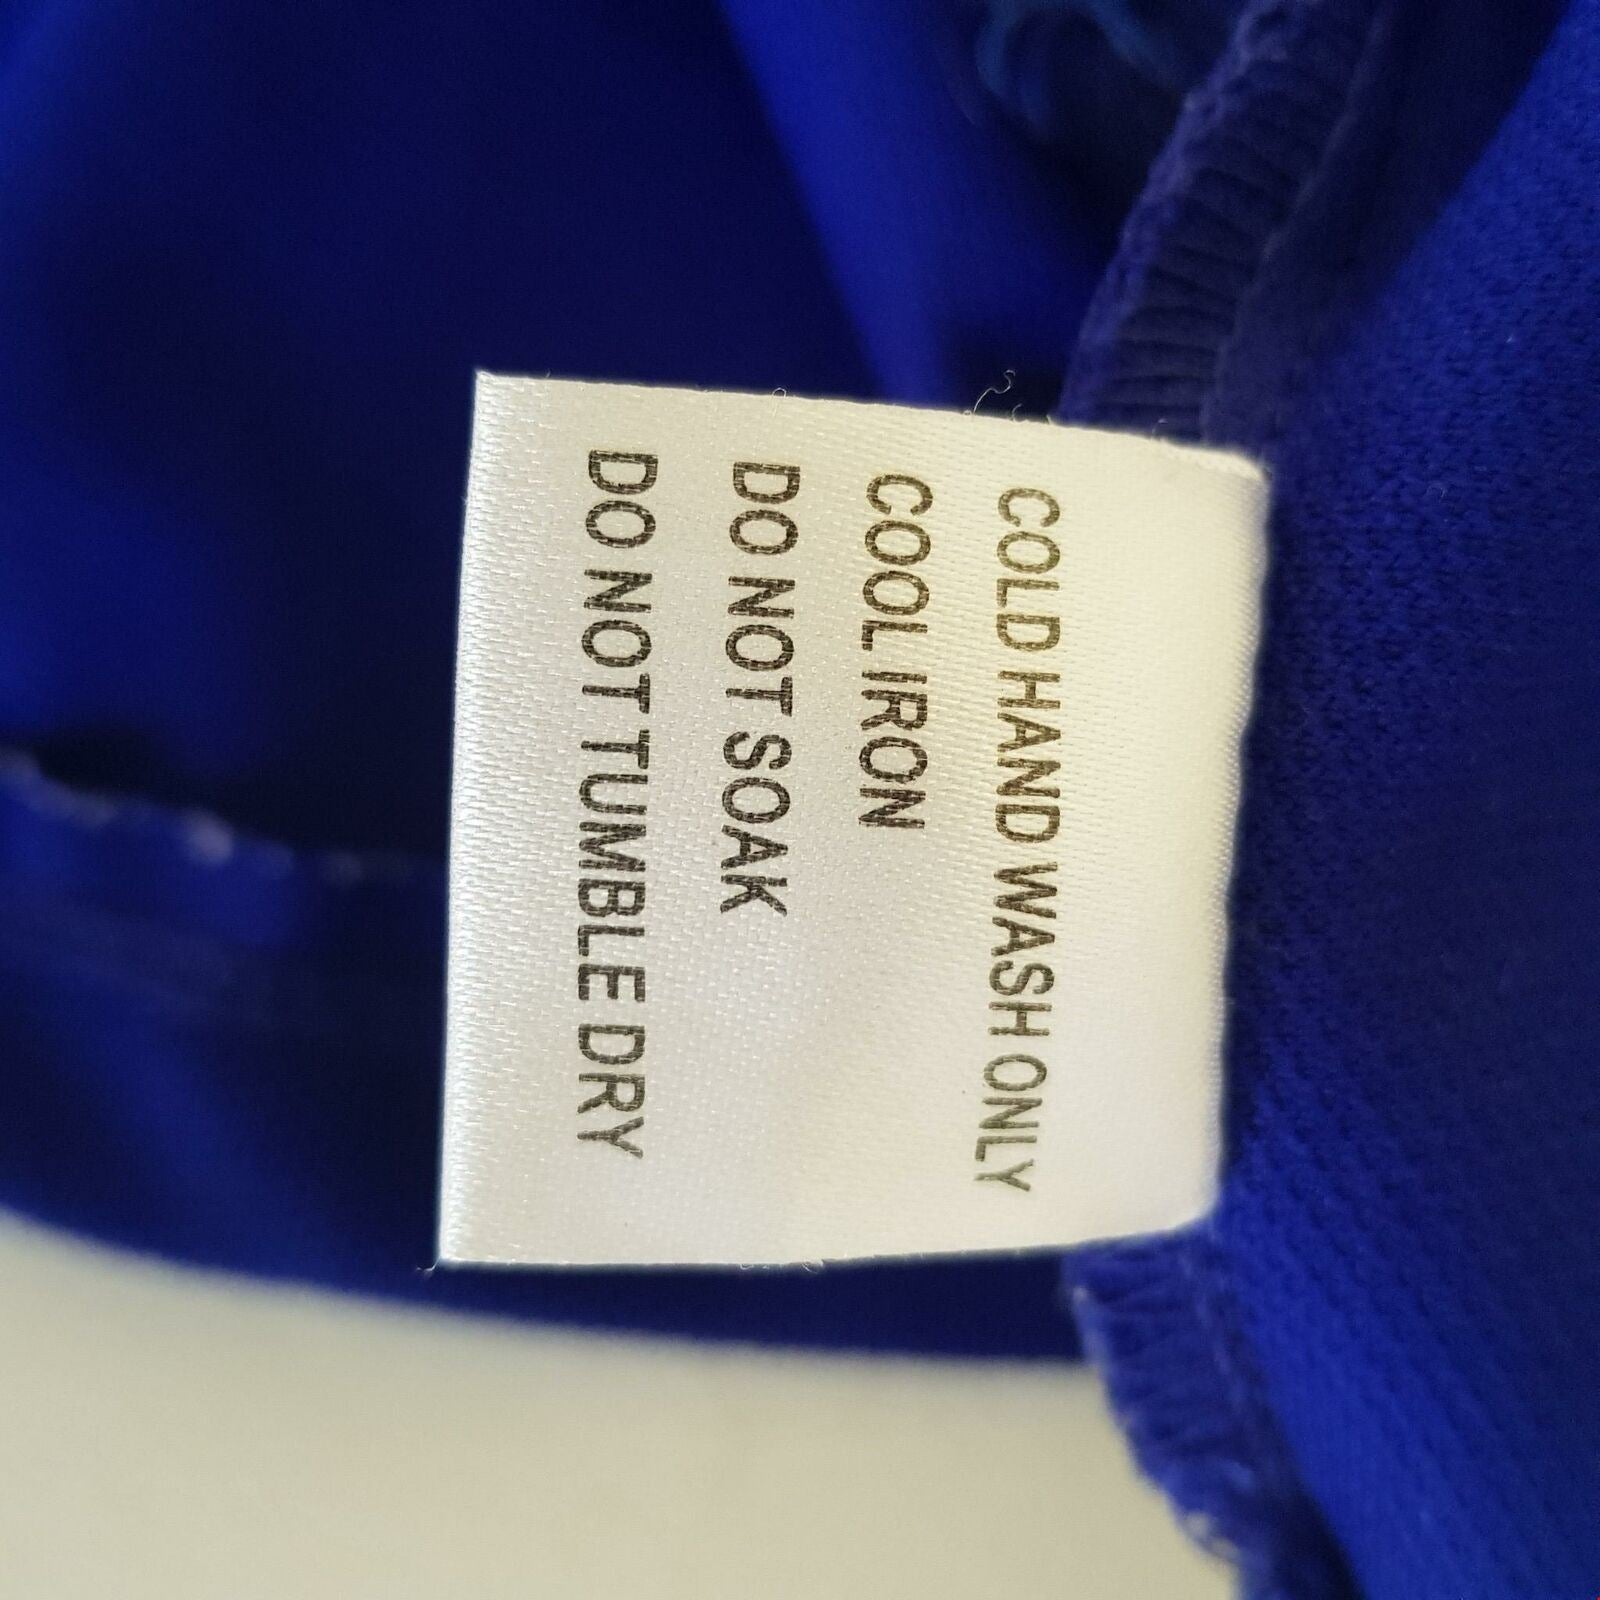 COLD HAND WASH ONLY
COOL IRON
DO NOT SOAK
DO NOT TUMBLE DRY